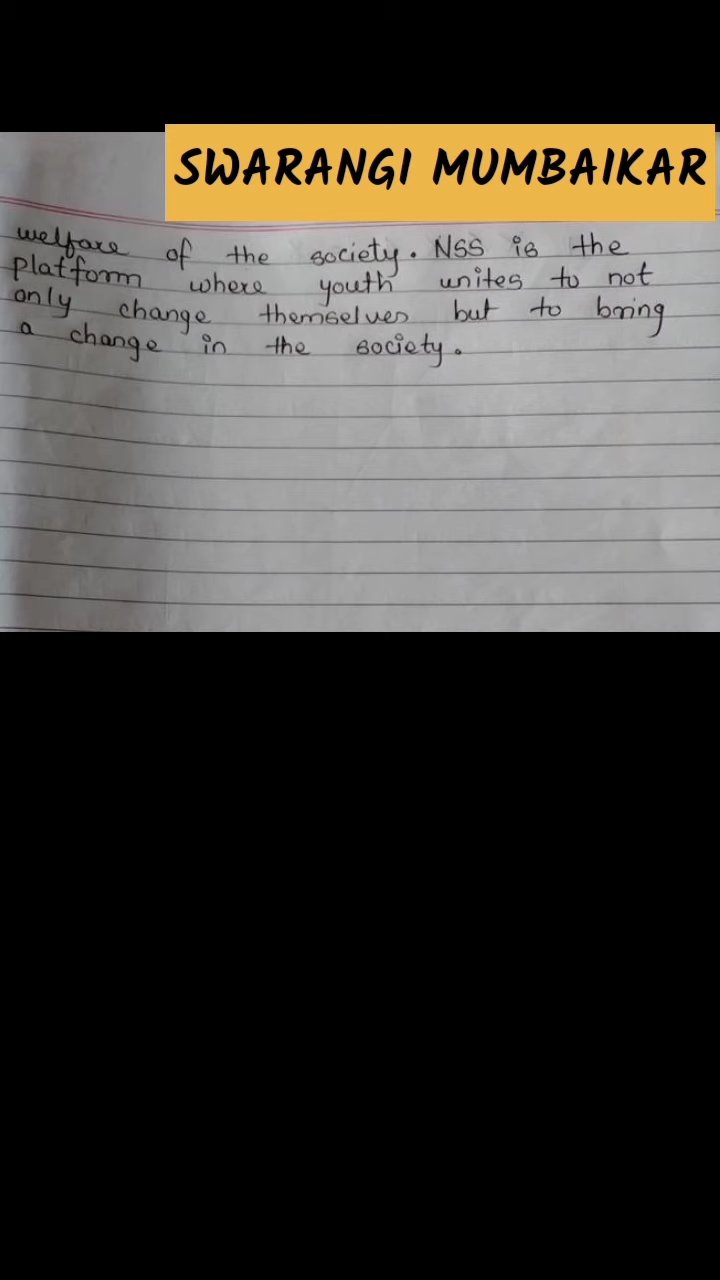 SWARANGI MUMBAIKAR
welfare of the society. NSS is the
platform where youth unites to not
only change themselves but to bring
a change in the society.